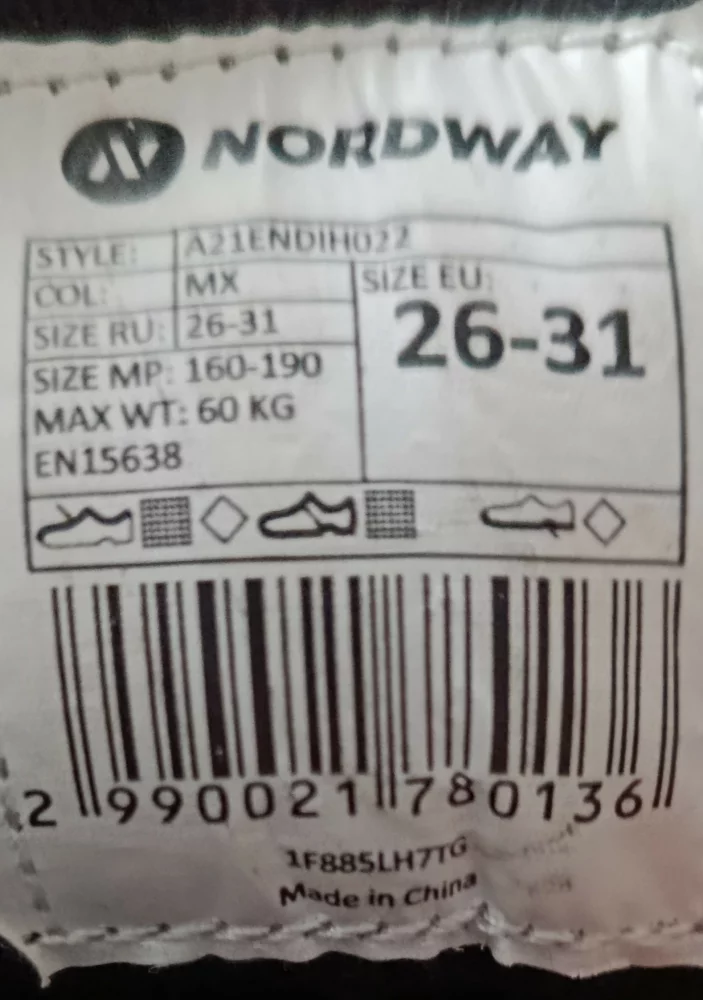 NORDWAY
STYLE: A21ENDIH022
COL: MX
SIZE RU: 26-31
SIZE MP: 160-190
MAX WT: 60 KG
EN15638
SIZE EU:
26-31
2 990021 780136
1F885LH7TG
Made in China